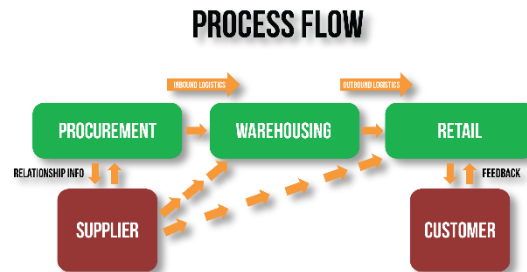 PROCESS FLOW
INBOUND LOGISTICS
OUTBOUND LOGISTICS
PROCUREMENT
WAREHOUSING
RETAIL
RELATIONSHIP INFO
FEEDBACK
SUPPLIER
CUSTOMER